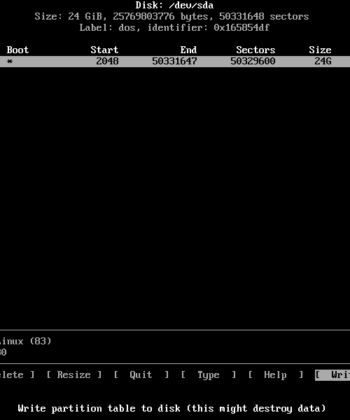 Disk: /dev/sda
Size: 24 GiB, 25769803776 bytes, 50331648 sectors
Label: dos, identifier: 0x165854df
Boot Start End Sectors Size
* 2048 50331647 50329600 24G
inux (83)
0
lete ] [ Resize ] [ Quit ] [ Type ] [ Help ] [ Wri
Write partition table to disk (this might destroy data)